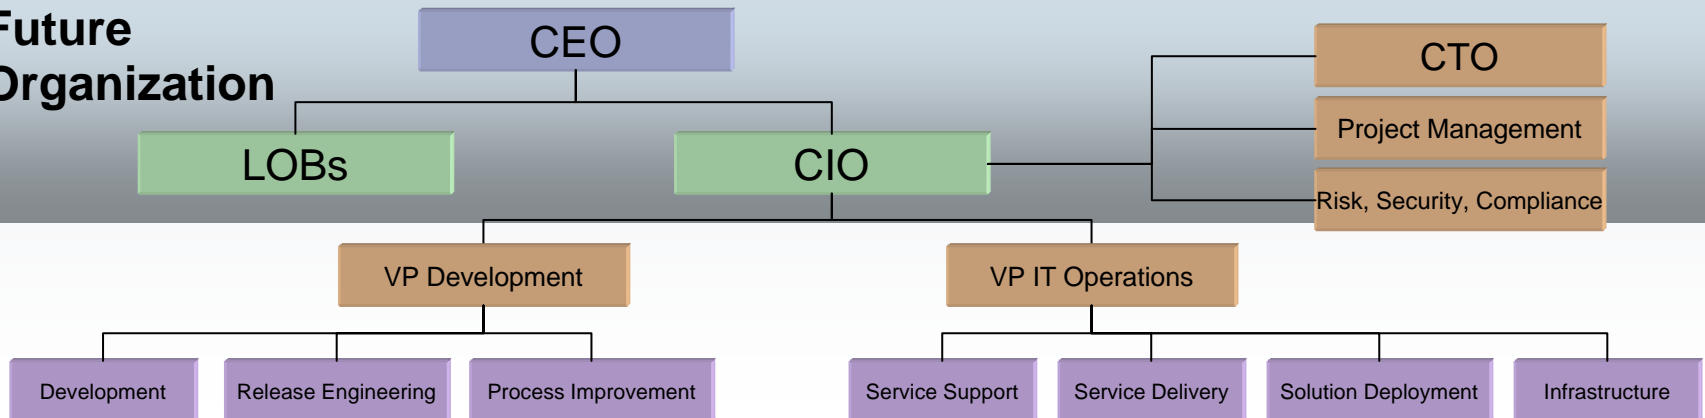 Future
Organization
CEO
CTO
Project Management
LOBs
CIO
Risk, Security, Compliance
VP Development
VP IT Operations
Development
Release Engineering
Process Improvement
Service Support
Service Delivery
Solution Deployment
Infrastructure